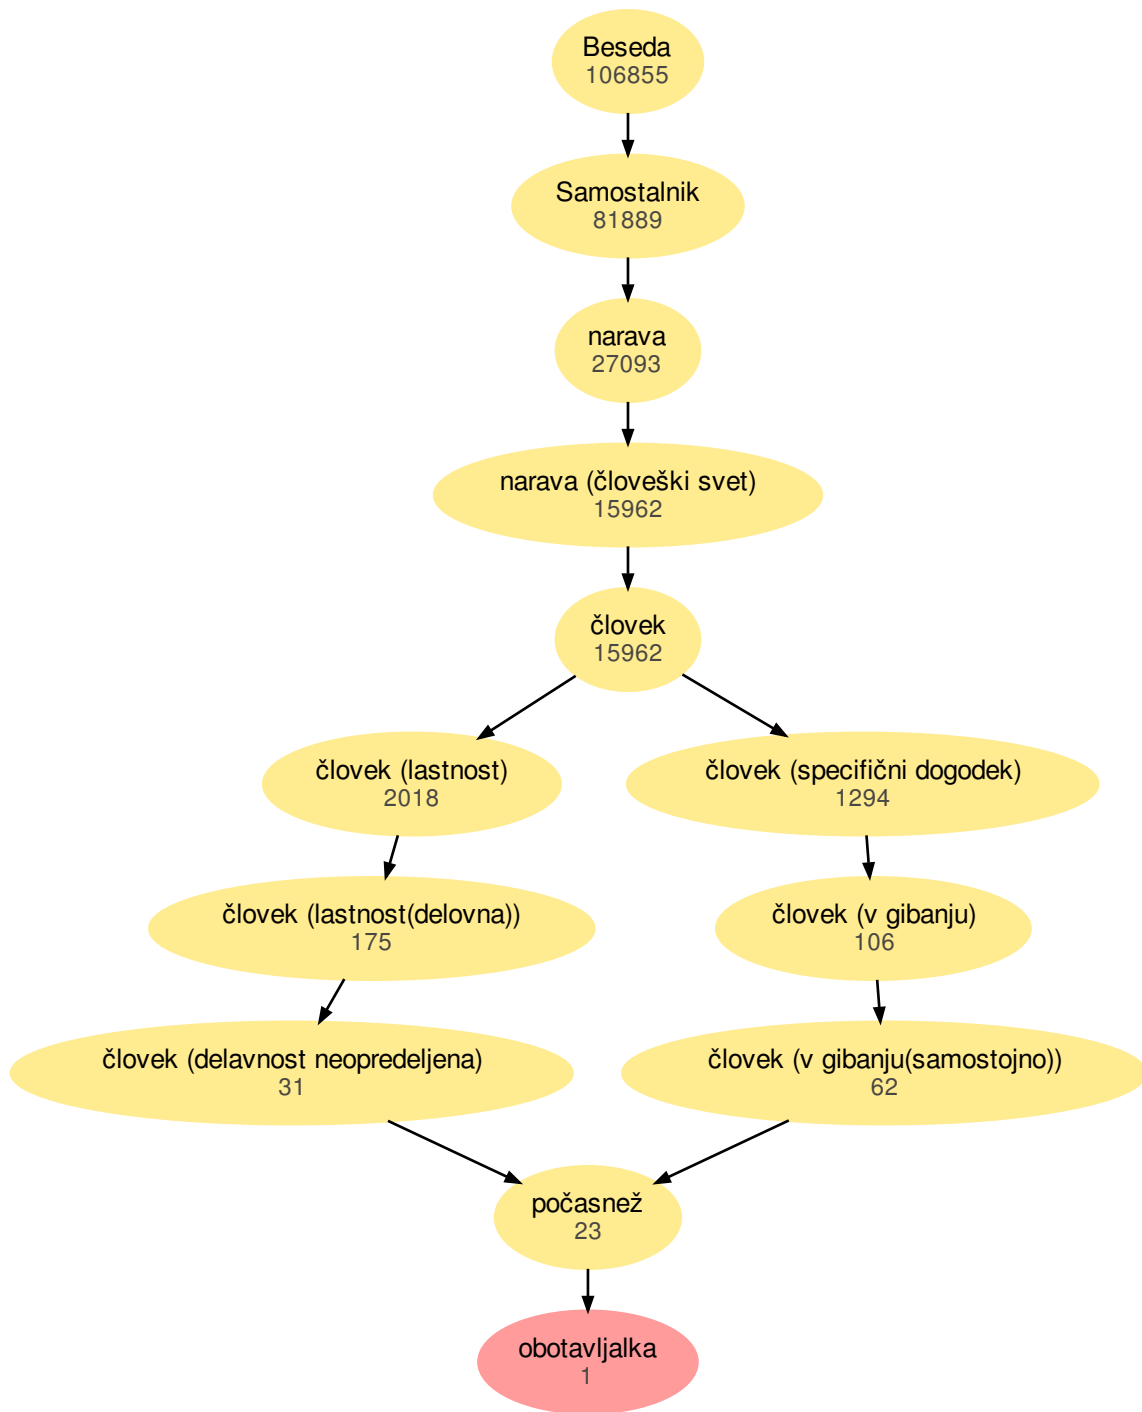 Beseda
106855
Samostalnik
81889
narava
27093
narava (človeški svet)
15962
človek
15962
človek (lastnost)
2018
človek (specifični dogodek)
1294
človek (lastnost(delovna))
175
človek (v gibanju)
106
človek (delavnost neopredeljena)
31
človek (v gibanju(samostojno))
62
počasnež
23
obotavljalka
1